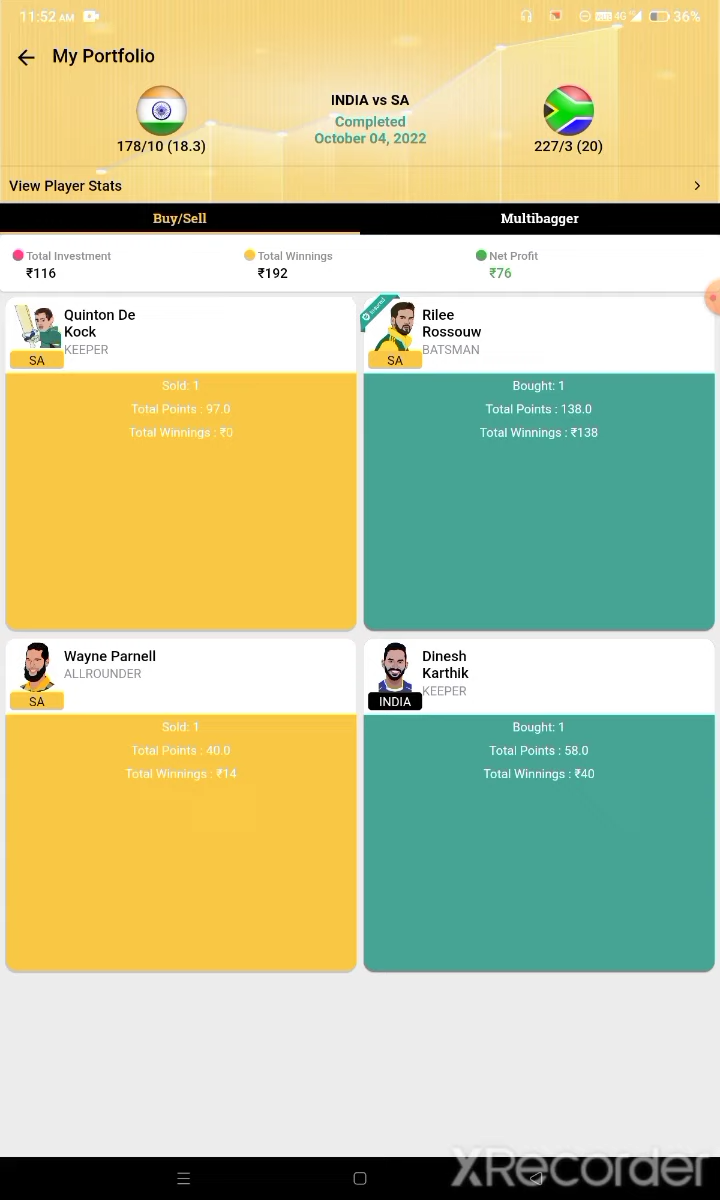 11:52 AM
4G 36%
My Portfolio
INDIA vs SA
Completed
October 04, 2022
178/10 (18.3)
227/3 (20)
View Player Stats
Buy/Sell
Multibagger
Total Investment
₹116
Total Winnings
₹192
Net Profit
₹76
Quinton De
Kock
KEEPER
SA
Sold: 1
Total Points : 97.0
Total Winnings : ₹0
Insured
Rilee
Rossouw
BATSMAN
SA
Bought: 1
Total Points : 138.0
Total Winnings : ₹138
Wayne Parnell
ALLROUNDER
SA
Sold: 1
Total Points : 40.0
Total Winnings : ₹14
Dinesh
Karthik
KEEPER
INDIA
Bought: 1
Total Points : 58.0
Total Winnings : ₹40
XRecorder